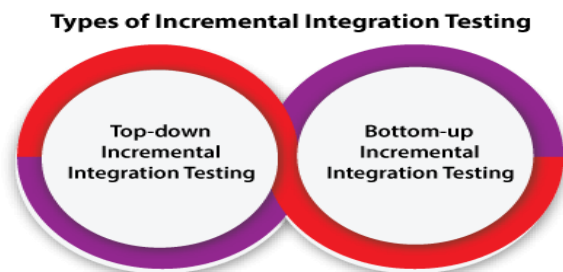 Types of Incremental Integration Testing
Top-down
Incremental
Integration Testing
Bottom-up
Incremental
Integration Testing